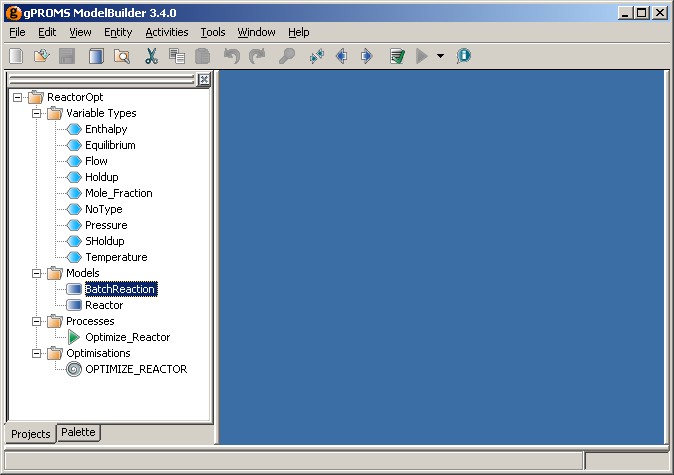 gPROMS ModelBuilder 3.4.0
File Edit View Entity Activities Tools Window Help
ReactorOpt
Variable Types
Enthalpy
Equilibrium
Flow
Holdup
Mole_Fraction
NoType
Pressure
SHoldup
Temperature
Models
BatchReaction
Reactor
Processes
Optimize_Reactor
Optimisations
OPTIMIZE_REACTOR
Projects Palette